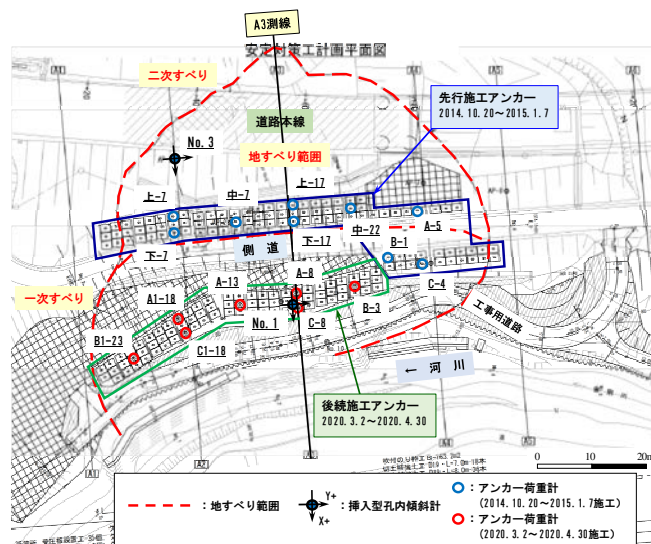 A3測線
安定対策工計画平面図
二次すべり
先行施工アンカー
2014.10.20～2015.1.7
道路本線
No.3
地すべり範囲
上-7
中-7
上-17
A-5
下-7
側道
下-17
中-22
B-1
C-4
一次すべり
A-13
A-8
A1-18
No.1
C-8
B-3
B1-23
C1-18
工事用道路
← 河川
後続施工アンカー
2020.3.2～2020.4.30
A1
A2
0 10 20m
：地すべり範囲
Y+
X+
：挿入型孔内傾斜計
：アンカー荷重計
(2014.10.20～2015.1.7施工)
：アンカー荷重計
(2020.3.2～2020.4.30施工)